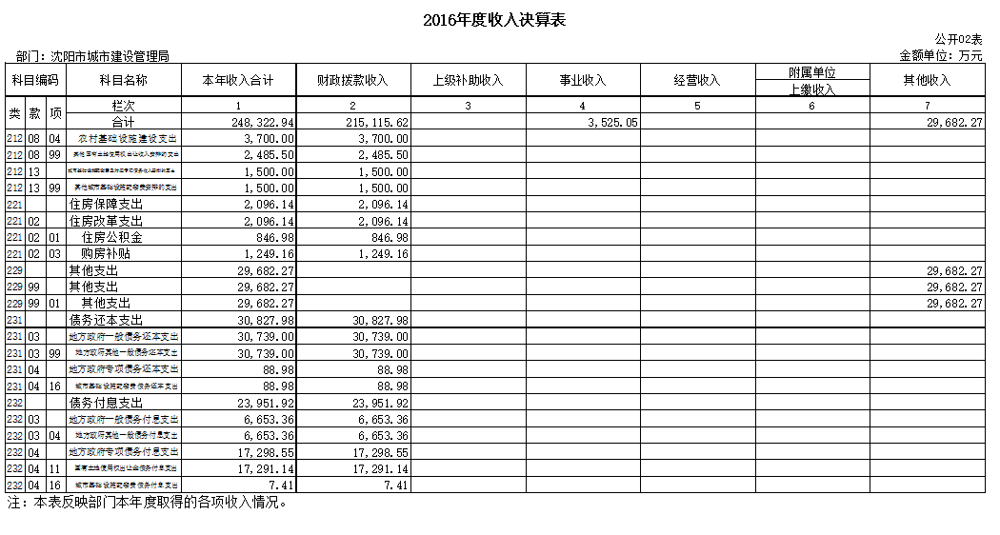 2016年度收入决算表
公开02表
部门：沈阳市城市建设管理局 金额单位：万元
科目编码 科目名称 本年收入合计 财政拨款收入 上级补助收入 事业收入 经营收入 附属单位上缴收入 其他收入
类 款 项 栏次 1 2 3 4 5 6 7
合计 248,322.94 215,115.62 3,525.05 29,682.27
212 08 04 农村基础设施建设支出 3,700.00 3,700.00
212 08 99 其他国有土地使用权出让收入安排的支出 2,485.50 2,485.50
212 13 1,500.00 1,500.00
212 13 99 其他城市基础设施配套费安排的支出 1,500.00 1,500.00
221 住房保障支出 2,096.14 2,096.14
221 02 住房改革支出 2,096.14 2,096.14
221 02 01 住房公积金 846.98 846.98
221 02 03 购房补贴 1,249.16 1,249.16
229 其他支出 29,682.27 29,682.27
229 99 其他支出 29,682.27 29,682.27
229 99 01 其他支出 29,682.27 29,682.27
231 债务还本支出 30,827.98 30,827.98
231 03 地方政府一般债务还本支出 30,739.00 30,739.00
231 03 99 地方政府其他一般债务还本支出 30,739.00 30,739.00
231 04 地方政府专项债务还本支出 88.98 88.98
231 04 16 城市基础设施配套费债务还本支出 88.98 88.98
232 债务付息支出 23,951.92 23,951.92
232 03 地方政府一般债务付息支出 6,653.36 6,653.36
232 03 04 地方政府其他一般债务付息支出 6,653.36 6,653.36
232 04 地方政府专项债务付息支出 17,298.55 17,298.55
232 04 11 国有土地使用权出让金债务付息支出 17,291.14 17,291.14
232 04 16 城市基础设施配套费债务付息支出 7.41 7.41
注：本表反映部门本年度取得的各项收入情况。